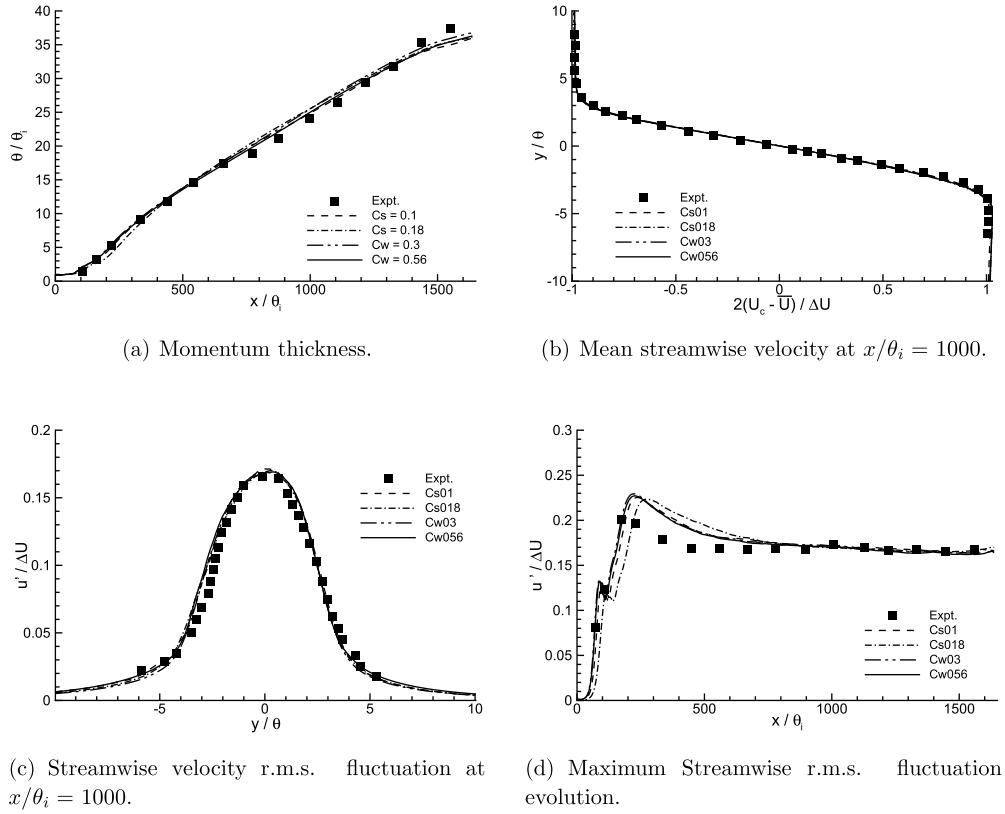 40
35
30
25
20
15
10
5
0
θ / θi
0
500
1000
1500
x / θi
Expt.
Cs = 0.1
Cs = 0.18
Cw = 0.3
Cw = 0.56
(a) Momentum thickness.
10
5
0
-5
-10
y / θ
-1
-0.5
0
0.5
1
2(Uc - U̅) / ΔU
Expt.
Cs01
Cs018
Cw03
Cw056
(b) Mean streamwise velocity at x/θi = 1000.
0.2
0.15
0.1
0.05
0
u' / ΔU
-5
0
5
10
y / θ
Expt.
Cs01
Cs018
Cw03
Cw056
(c) Streamwise velocity r.m.s. fluctuation at
x/θi = 1000.
0.3
0.25
0.2
0.15
0.1
0.05
0
u' / ΔU
0
500
1000
1500
x / θi
Expt.
Cs01
Cs018
Cw03
Cw056
(d) Maximum Streamwise r.m.s. fluctuation
evolution.